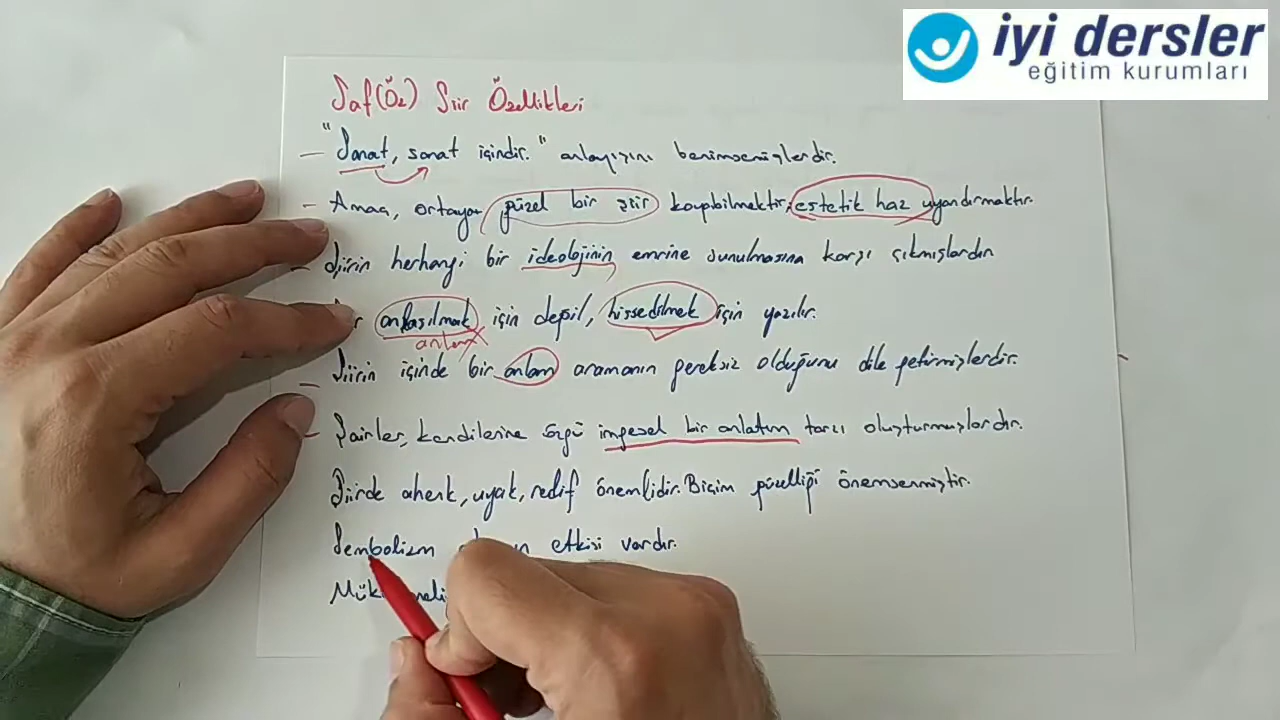 iyi dersler
eğitim kurumları
Saf(Öz) Şiir Özellikleri
– "Sanat, sanat içindir." anlayışını benimsemişlerdir.
– Amaç, ortaya güzel bir şiir koyabilmektir, estetik haz uyandırmaktır.
– Şiirin herhangi bir ideolojinin emrine sunulmasına karşı çıkmışlardır
anlaşılmak için değil, hissedilmek için yazılır.
anlam
– Şiirin içinde bir anlam aramanın gereksiz olduğunu dile getirmişlerdir.
– Şairler, kendilerine özgü imgesel bir anlatım tarzı oluşturmuşlardır.
Şiirde ahenk, uyak, redif önemlidir. Biçim güzelliği önemsenmiştir.
Sembolizm etkisi vardır.